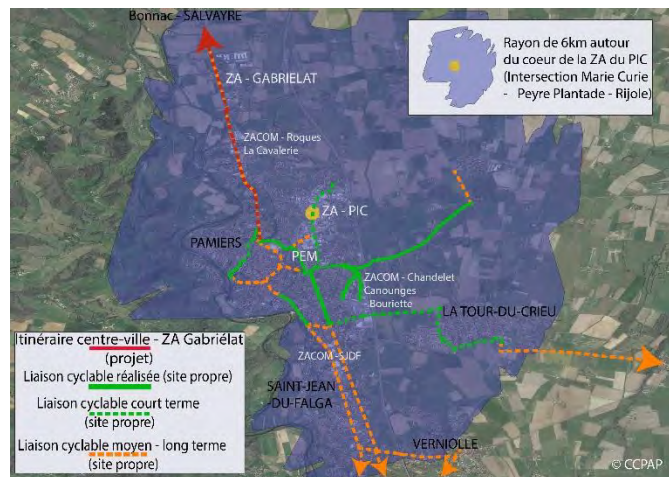 Bonnac - SALVAYRE
ZA - GABRIELAT
Rayon de 6km autour
du coeur de la ZA du PIC
(Intersection Marie Curie
- Peyre Plantade - Rijole)
ZACOM - Roques
La Cavalerie
ZA - PIC
PAMIERS
PEM
ZACOM - Chandelet
Canounges
- Bouriette
LA TOUR-DU-CRIEU
ZACOM - SJDF
SAINT-JEAN
-DU-FALGA
VERNIOLLE
Itinéraire centre-ville - ZA Gabriélat
(projet)
Liaison cyclable réalisée (site propre)
Liaison cyclable court terme
(site propre)
Liaison cyclable moyen - long terme
(site propre)
© CCPAP